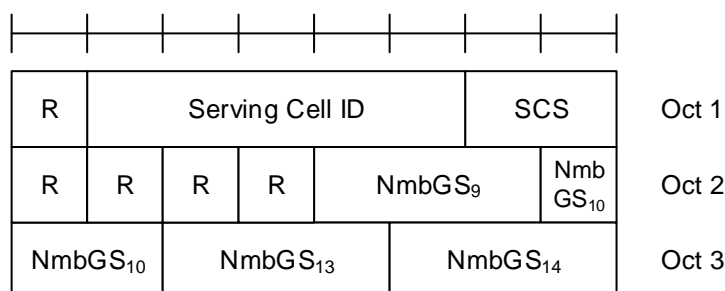 R Serving Cell ID SCS Oct 1
R R R R NmbGS₉ Nmb GS₁₀ Oct 2
NmbGS₁₀ NmbGS₁₃ NmbGS₁₄ Oct 3